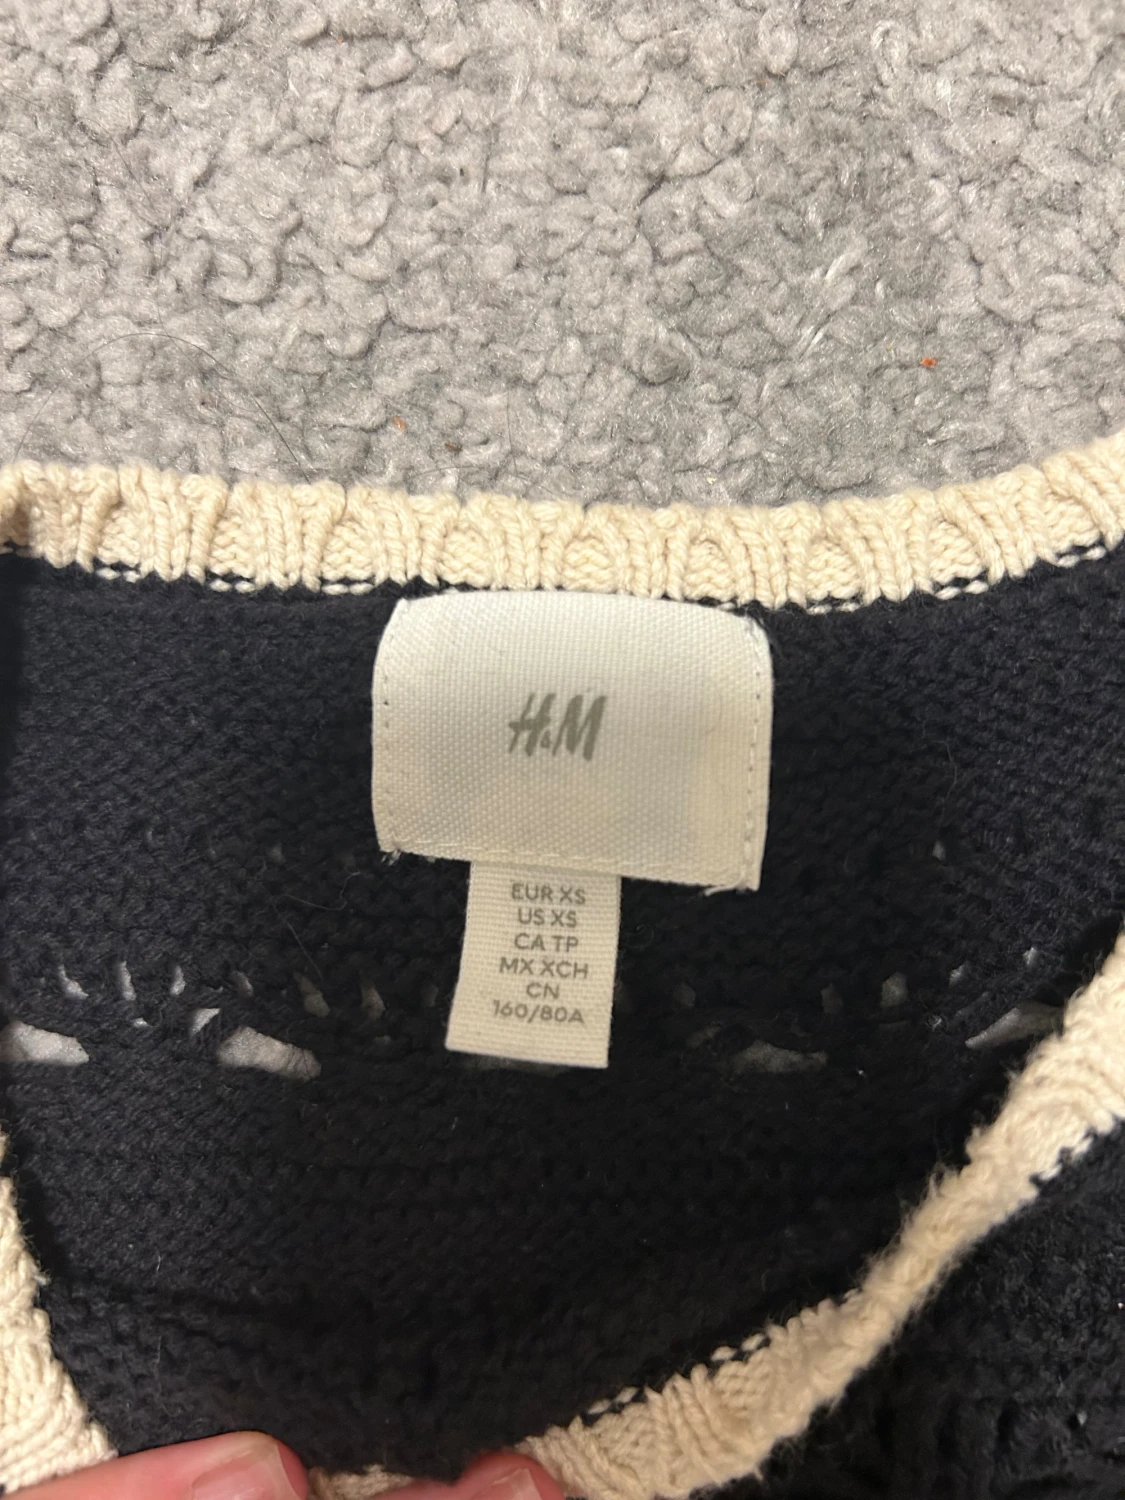 H&M
EUR XS
US XS
CA TP
MX XCH
CN
160/80A